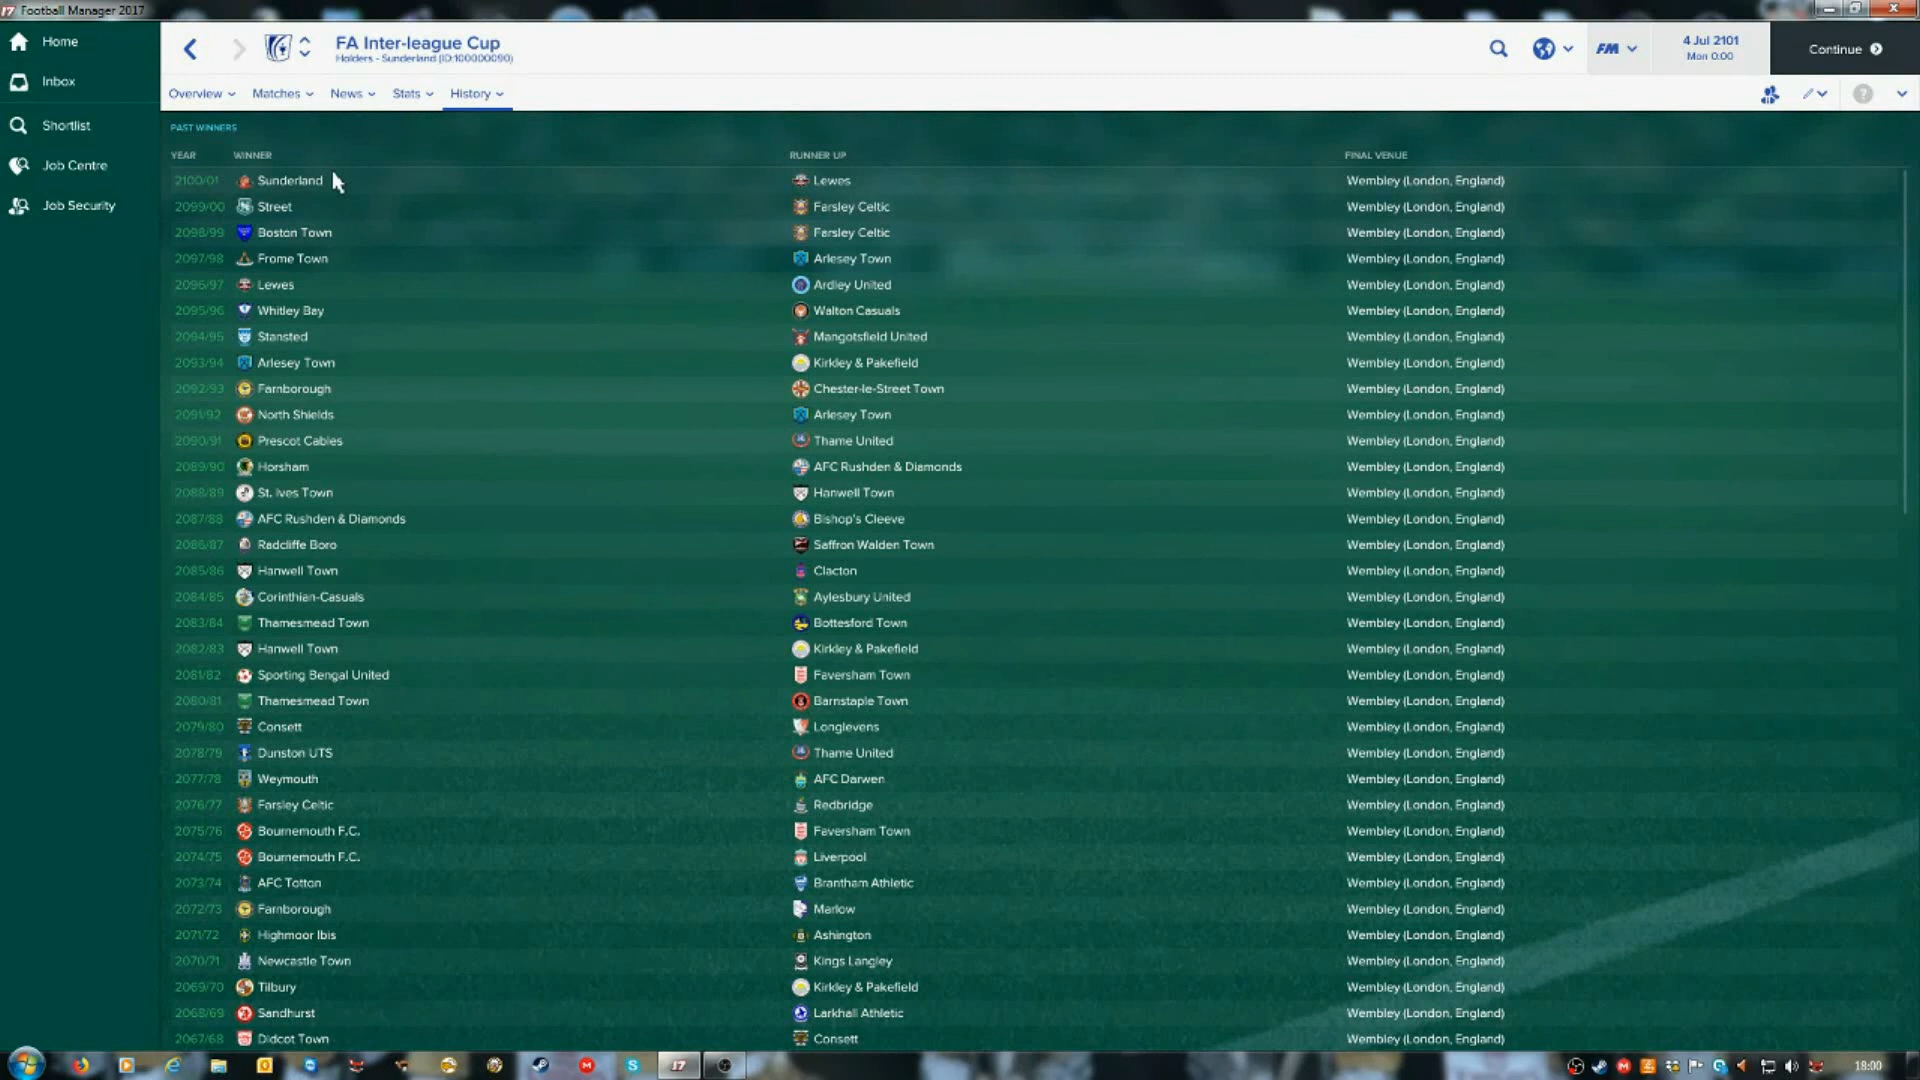 Football Manager 2017
Home
Inbox
Shortlist
Job Centre
Job Security
FA Inter-league Cup
Holders - Sunderland (ID:100000090)
FM
4 Jul 2101
Mon 0:00
Continue
Overview Matches News Stats History
PAST WINNERS
YEAR WINNER RUNNER UP FINAL VENUE
2100/01 Sunderland Lewes Wembley (London, England)
2099/00 Street Farsley Celtic Wembley (London, England)
2098/99 Boston Town Farsley Celtic Wembley (London, England)
2097/98 Frome Town Arlesey Town Wembley (London, England)
2096/97 Lewes Ardley United Wembley (London, England)
2095/96 Whitley Bay Walton Casuals Wembley (London, England)
2094/95 Stansted Mangotsfield United Wembley (London, England)
2093/94 Arlesey Town Kirkley & Pakefield Wembley (London, England)
2092/93 Farnborough Chester-le-Street Town Wembley (London, England)
2091/92 North Shields Arlesey Town Wembley (London, England)
2090/91 Prescot Cables Thame United Wembley (London, England)
2089/90 Horsham AFC Rushden & Diamonds Wembley (London, England)
2088/89 St. Ives Town Hanwell Town Wembley (London, England)
2087/88 AFC Rushden & Diamonds Bishop's Cleeve Wembley (London, England)
2086/87 Radcliffe Boro Saffron Walden Town Wembley (London, England)
2085/86 Hanwell Town Clacton Wembley (London, England)
2084/85 Corinthian-Casuals Aylesbury United Wembley (London, England)
2083/84 Thamesmead Town Bottesford Town Wembley (London, England)
2082/83 Hanwell Town Kirkley & Pakefield Wembley (London, England)
2081/82 Sporting Bengal United Faversham Town Wembley (London, England)
2080/81 Thamesmead Town Barnstaple Town Wembley (London, England)
2079/80 Consett Longlevens Wembley (London, England)
2078/79 Dunston UTS Thame United Wembley (London, England)
2077/78 Weymouth AFC Darwen Wembley (London, England)
2076/77 Farsley Celtic Redbridge Wembley (London, England)
2075/76 Bournemouth F.C. Faversham Town Wembley (London, England)
2074/75 Bournemouth F.C. Liverpool Wembley (London, England)
2073/74 AFC Totton Brantham Athletic Wembley (London, England)
2072/73 Farnborough Marlow Wembley (London, England)
2071/72 Highmoor Ibis Ashington Wembley (London, England)
2070/71 Newcastle Town Kings Langley Wembley (London, England)
2069/70 Tilbury Kirkley & Pakefield Wembley (London, England)
2068/69 Sandhurst Larkhall Athletic Wembley (London, England)
2067/68 Didcot Town Consett Wembley (London, England)
18:00